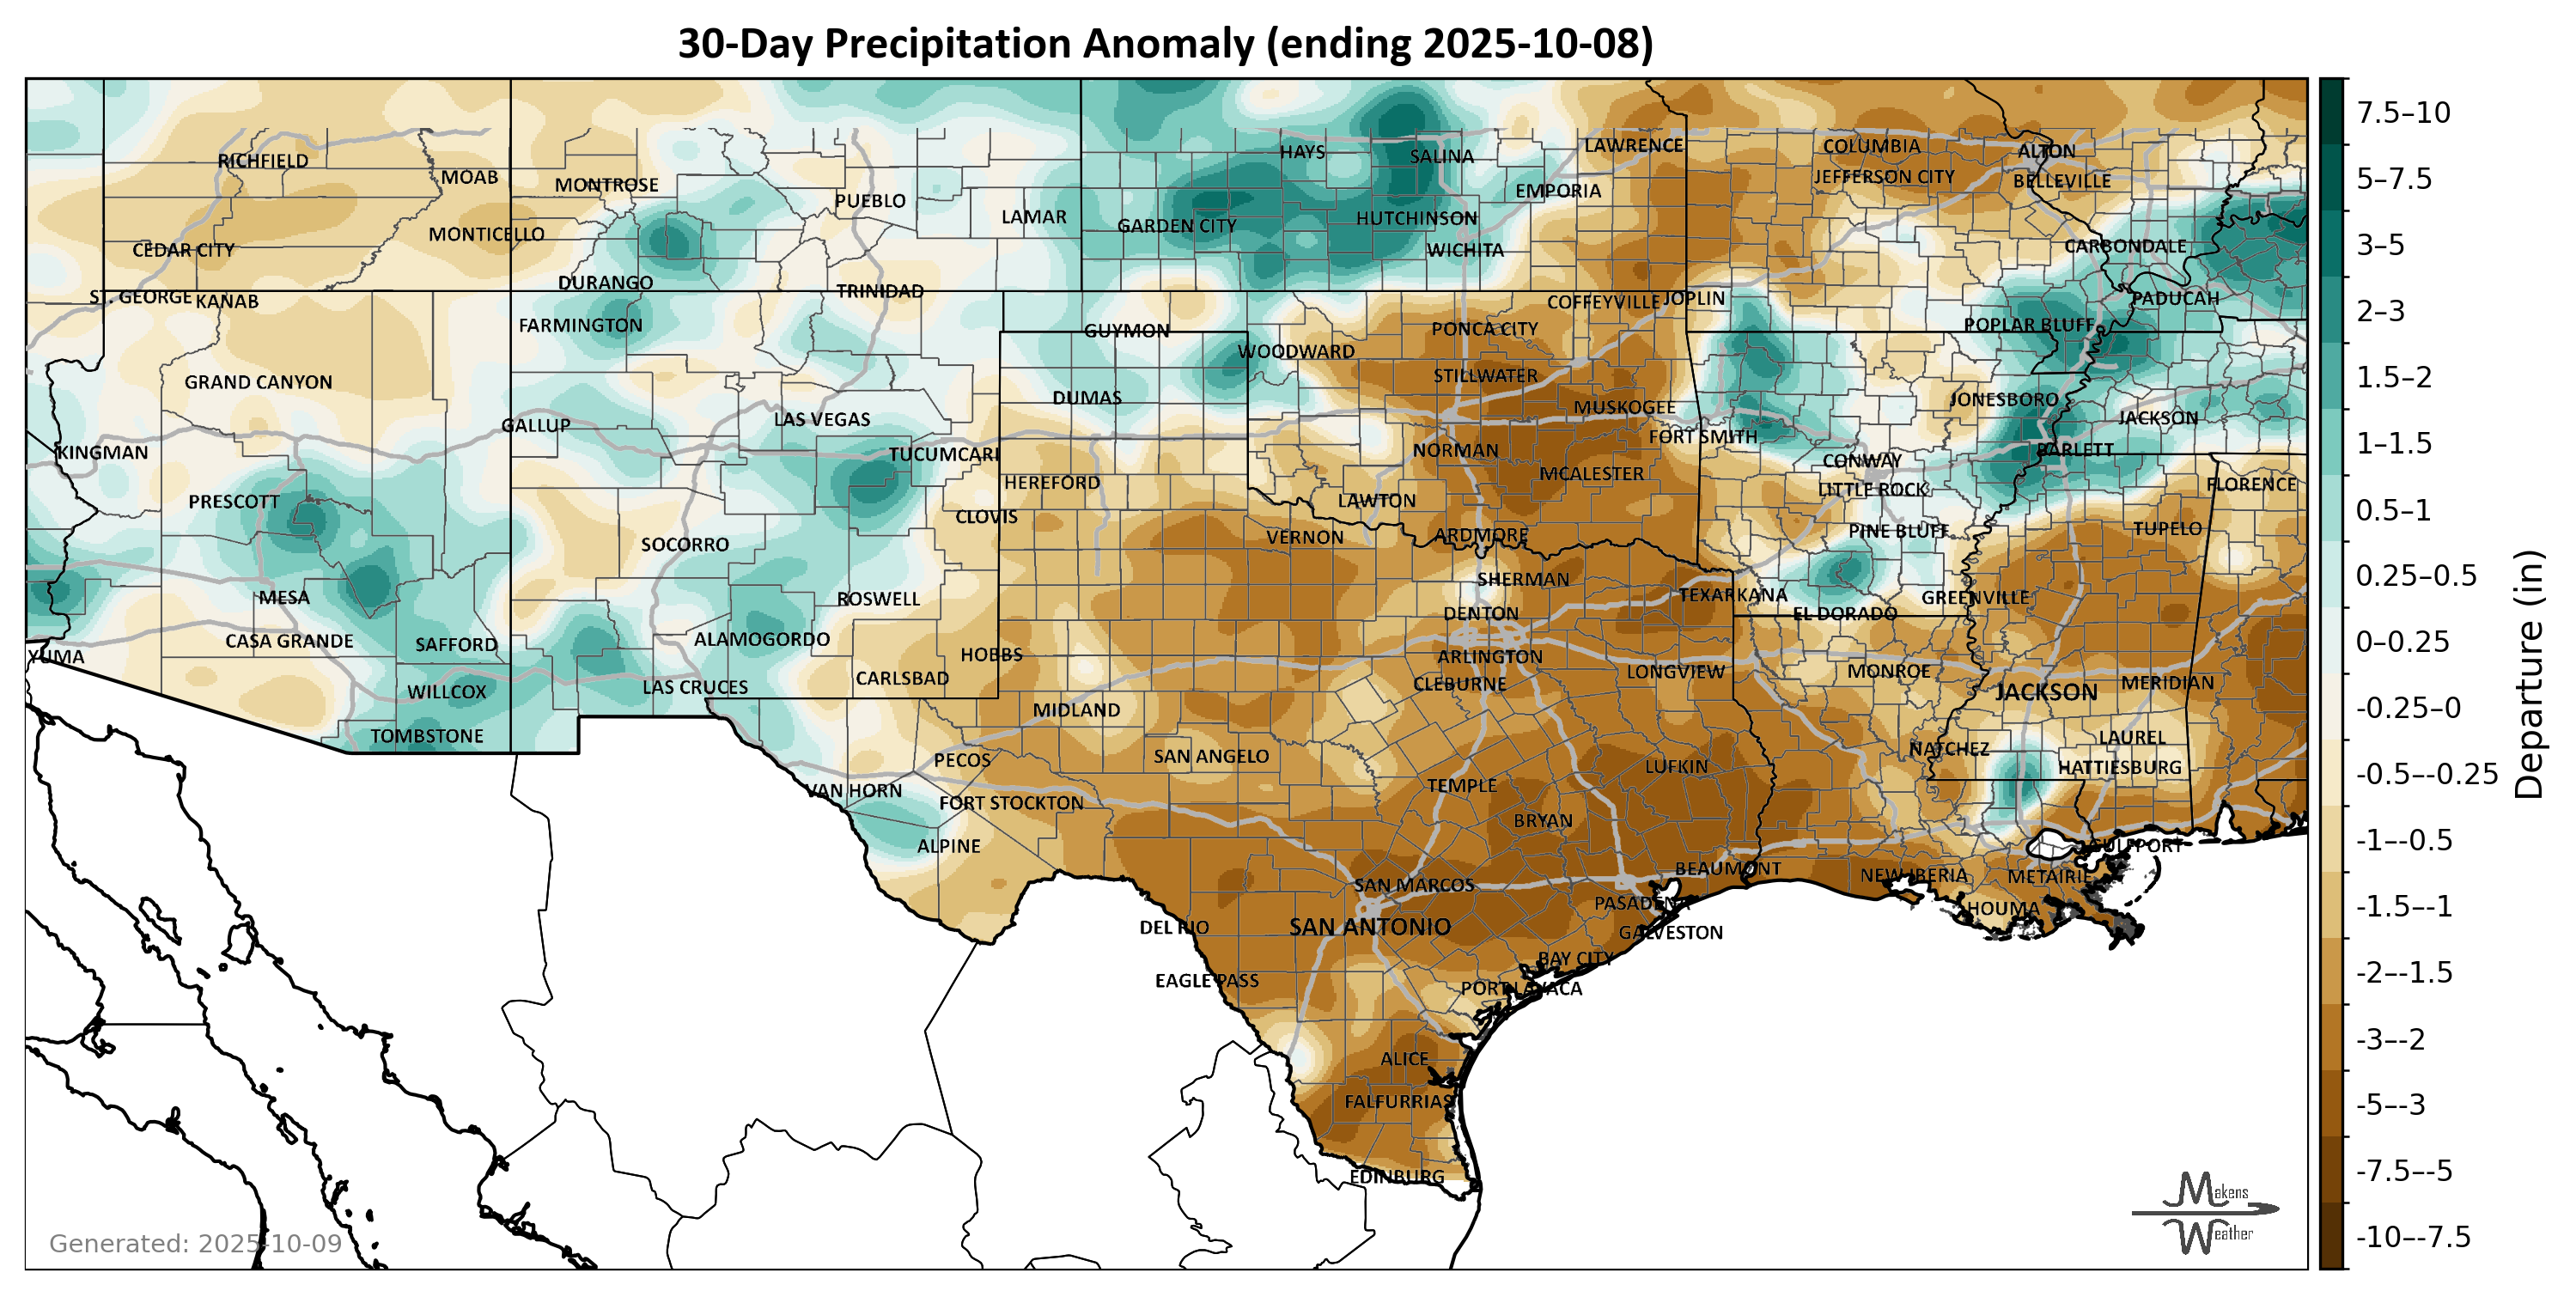 30-Day Precipitation Anomaly (ending 2025-10-08)
RICHFIELD
MOAB
MONTROSE
PUEBLO
LAMAR
HAYS
SALINA
LAWRENCE
COLUMBIA
ALTON
JEFFERSON CITY
BELLEVILLE
EMPORIA
CEDAR CITY
MONTICELLO
GARDEN CITY
HUTCHINSON
WICHITA
CARBONDALE
DURANGO
TRINIDAD
ST. GEORGE
KANAB
FARMINGTON
GUYMON
COFFEYVILLE
JOPLIN
PADUCAH
POPLAR BLUFF
PONCA CITY
WOODWARD
STILLWATER
GRAND CANYON
DUMAS
MUSKOGEE
JONESBORO
JACKSON
GALLUP
LAS VEGAS
FORT SMITH
KINGMAN
TUCUMCARI
NORMAN
BARLETT
CONWAY
MCALESTER
HEREFORD
LITTLE ROCK
FLORENCE
PRESCOTT
LAWTON
CLOVIS
PINE BLUFF
TUPELO
SOCORRO
VERNON
ARDMORE
SHERMAN
MESA
ROSWELL
TEXARKANA
GREENVILLE
DENTON
EL DORADO
CASA GRANDE
SAFFORD
ALAMOGORDO
HOBBS
ARLINGTON
YUMA
CARLSBAD
CLEBURNE
LONGVIEW
MONROE
MERIDIAN
WILLCOX
LAS CRUCES
JACKSON
MIDLAND
TOMBSTONE
SAN ANGELO
NATCHEZ
LAUREL
PECOS
LUFKIN
HATTIESBURG
VAN HORN
FORT STOCKTON
TEMPLE
BRYAN
ALPINE
GULFPORT
BEAUMONT
SAN MARCOS
NEW IBERIA
METAIRIE
PASADENA
HOUMA
DEL RIO
SAN ANTONIO
GALVESTON
BAY CITY
EAGLE PASS
PORT LAVACA
ALICE
FALFURRIAS
EDINBURG
Generated: 2025-10-09
Makens
Weather
7.5–10
5–7.5
3–5
2–3
1.5–2
1–1.5
0.5–1
0.25–0.5
0–0.25
-0.25–0
-0.5–-0.25
-1–-0.5
-1.5–-1
-2–-1.5
-3–-2
-5–-3
-7.5–-5
-10–-7.5
Departure (in)